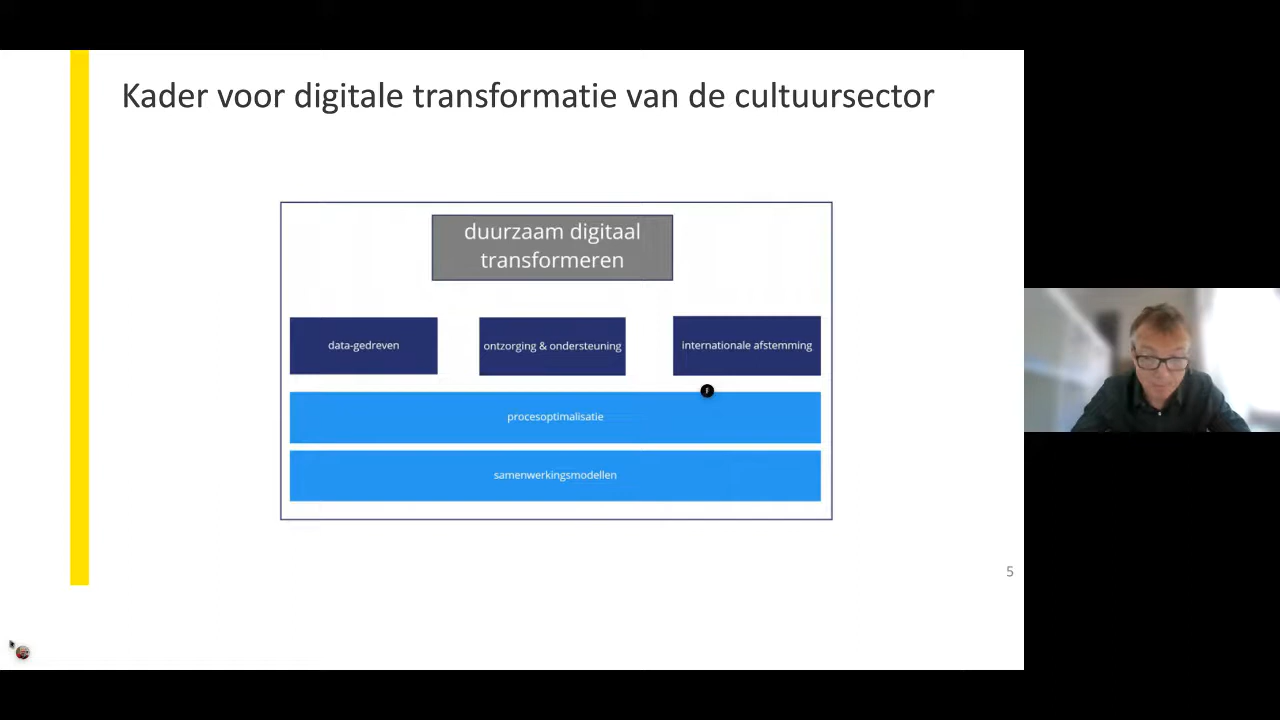 Kader voor digitale transformatie van de cultuursector
duurzaam digitaal
transformeren
data-gedreven
ontzorging & ondersteuning
internationale afstemming
procesoptimalisatie
samenwerkingsmodellen
5